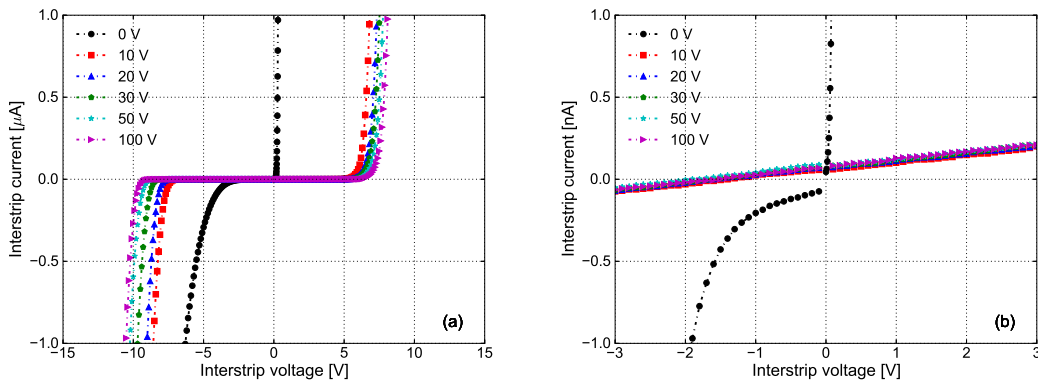 1.0
0.5
0.0
−0.5
−1.0
Interstrip current [μA]
0 V
10 V
20 V
30 V
50 V
100 V
(a)
−15 −10 −5 0 5 10 15
Interstrip voltage [V]
1.0
0.5
0.0
−0.5
−1.0
Interstrip current [nA]
0 V
10 V
20 V
30 V
50 V
100 V
(b)
−3 −2 −1 0 1 2 3
Interstrip voltage [V]